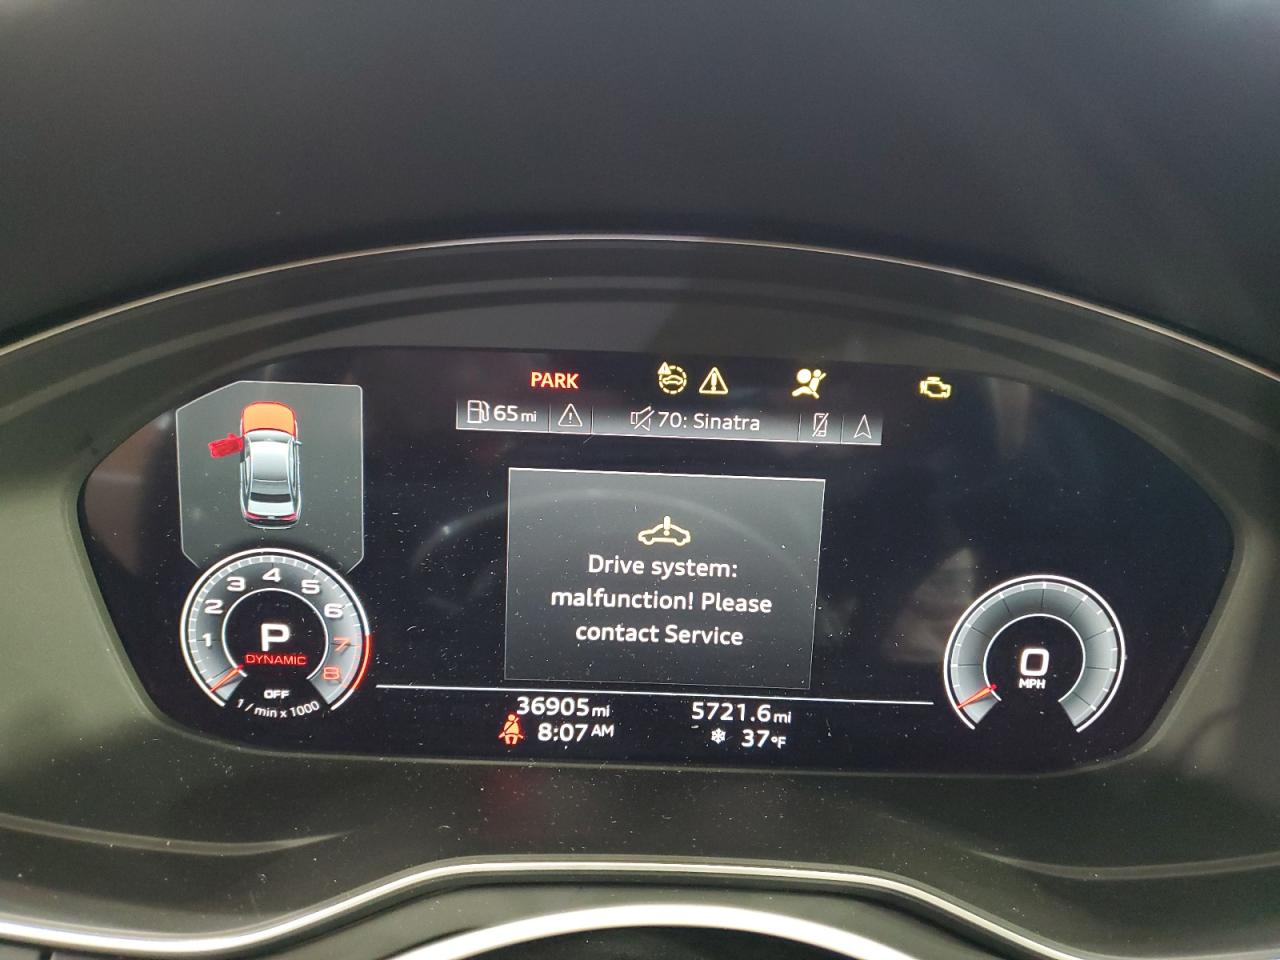 PARK
65 mi
70: Sinatra
Drive system:
malfunction! Please
contact Service
1
2
3
4
5
6
7
8
P
DYNAMIC
OFF
1 / min x 1000
0
MPH
36905 mi
5721.6 mi
8:07 AM
37 °F